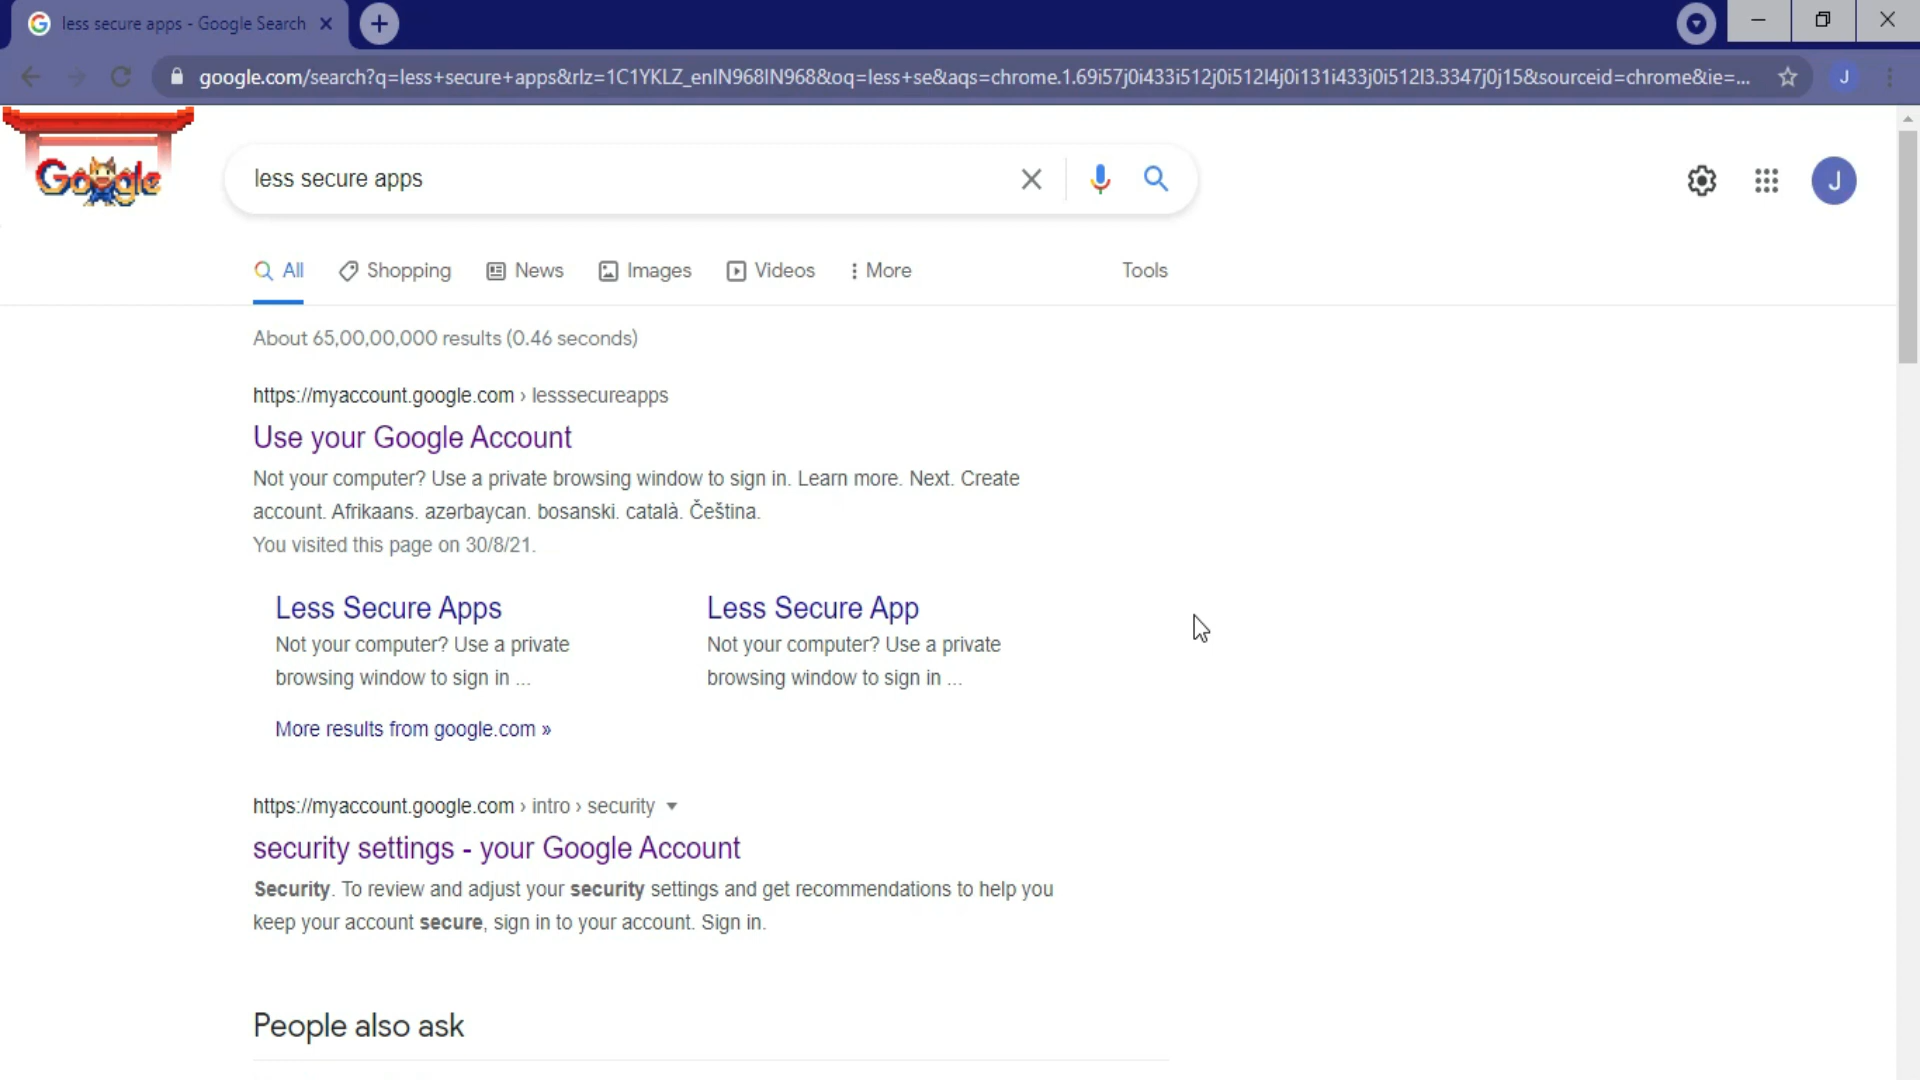 less secure apps - Google Search
google.com/search?q=less+secure+apps&rlz=1C1YKLZ_enIN968IN968&oq=less+se&aqs=chrome.1.69i57j0i433i512j0i512l4j0i131i433j0i512l3.3347j0j15&sourceid=chrome&ie=...
J
Google
less secure apps
J
All Shopping News Images Videos More Tools
About 65,00,00,000 results (0.46 seconds)
https://myaccount.google.com › lesssecureapps
Use your Google Account
Not your computer? Use a private browsing window to sign in. Learn more. Next. Create
account. Afrikaans. azərbaycan. bosanski. català. Čeština.
You visited this page on 30/8/21.
Less Secure Apps
Not your computer? Use a private
browsing window to sign in ...
Less Secure App
Not your computer? Use a private
browsing window to sign in ...
More results from google.com »
https://myaccount.google.com › intro › security
security settings - your Google Account
Security. To review and adjust your security settings and get recommendations to help you
keep your account secure, sign in to your account. Sign in.
People also ask